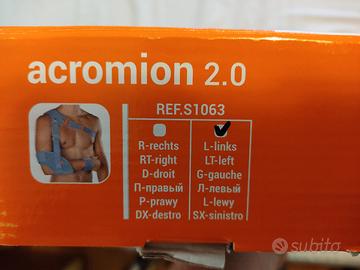 acromion 2.0
REF.S1063
R-rechts
RT-right
D-droit
П-правый
P-prawy
DX-destro
L-links
LT-left
G-gauche
Л-левый
L-lewy
SX-sinistro
subito